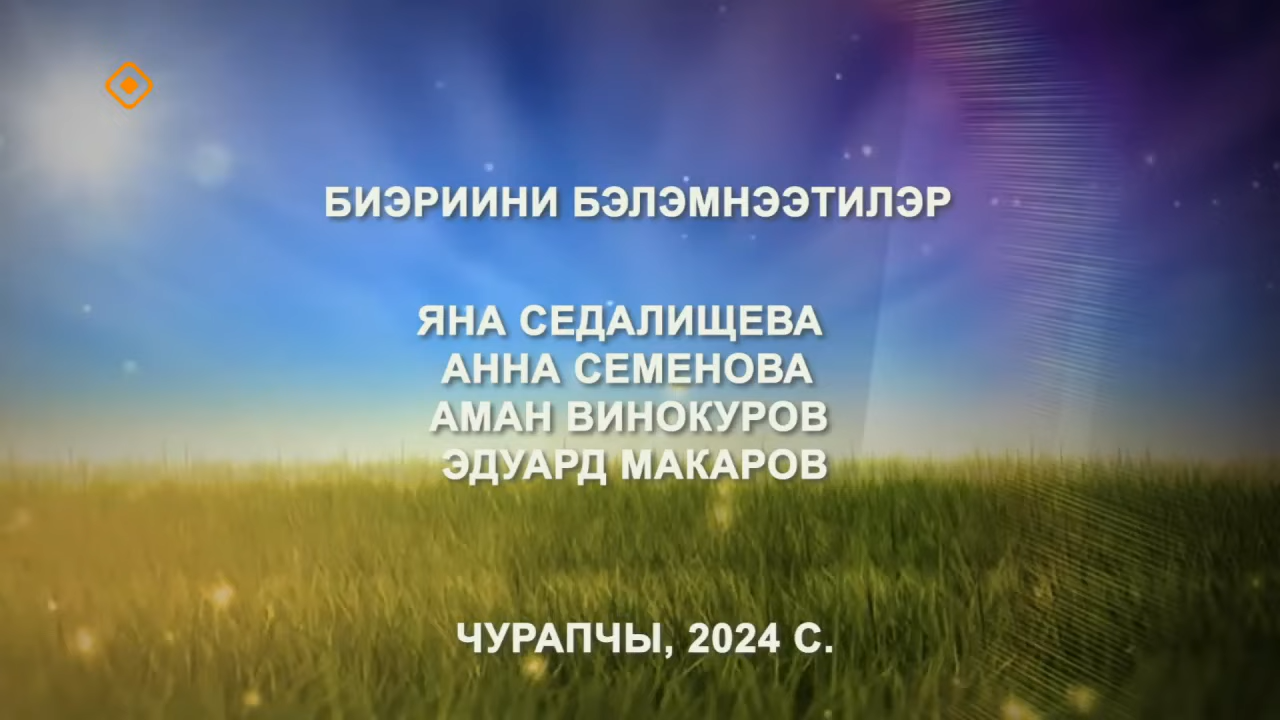 БИЭРИИНИ БЭЛЭМНЭЭТИЛЭР
ЯНА СЕДАЛИЩЕВА
АННА СЕМЕНОВА
АМАН ВИНОКУРОВ
ЭДУАРД МАКАРОВ
ЧУРАПЧЫ, 2024 С.